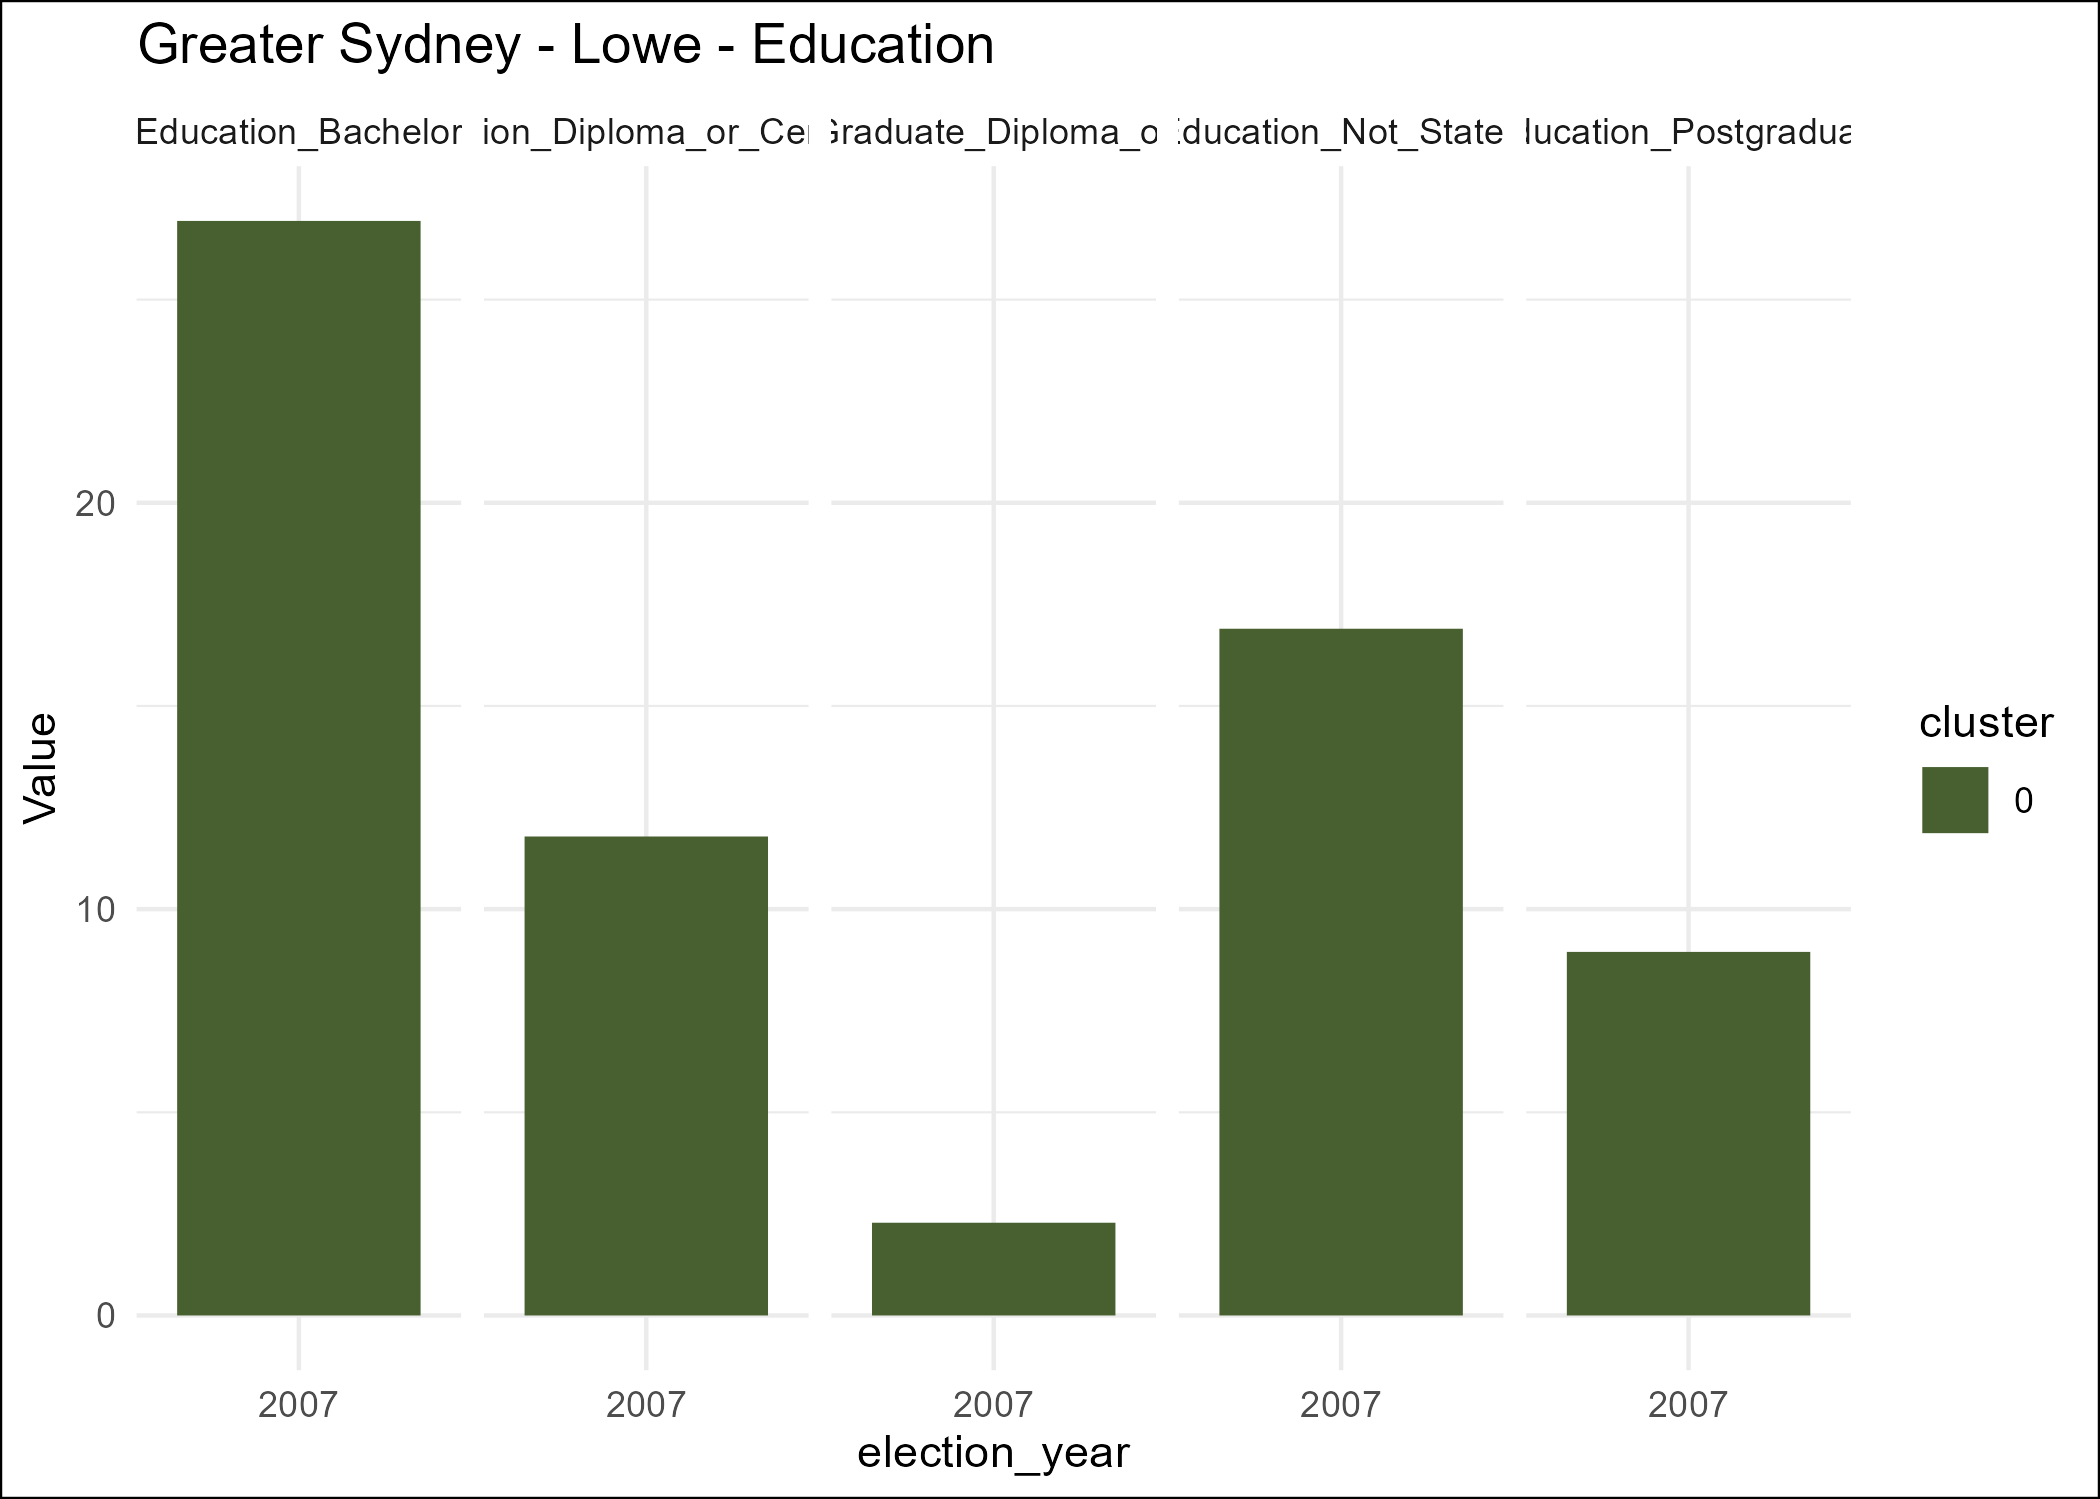 Greater Sydney - Lowe - Education
Education_Bachelor ion_Diploma_or_Cer Graduate_Diploma_o Education_Not_State ducation_Postgradua
20
10
0
Value
2007 2007 2007 2007 2007
election_year
cluster
0